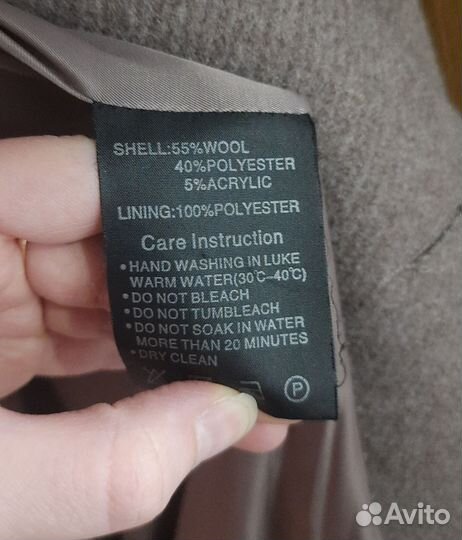 SHELL:55%WOOL
40%POLYESTER
5%ACRYLIC
LINING:100%POLYESTER
Care Instruction
•HAND WASHING IN LUKE
WARM WATER(30℃-40℃)
•DO NOT BLEACH
•DO NOT TUMBLEACH
•DO NOT SOAK IN WATER
MORE THAN 20 MINUTES
•DRY CLEAN
P
Avito